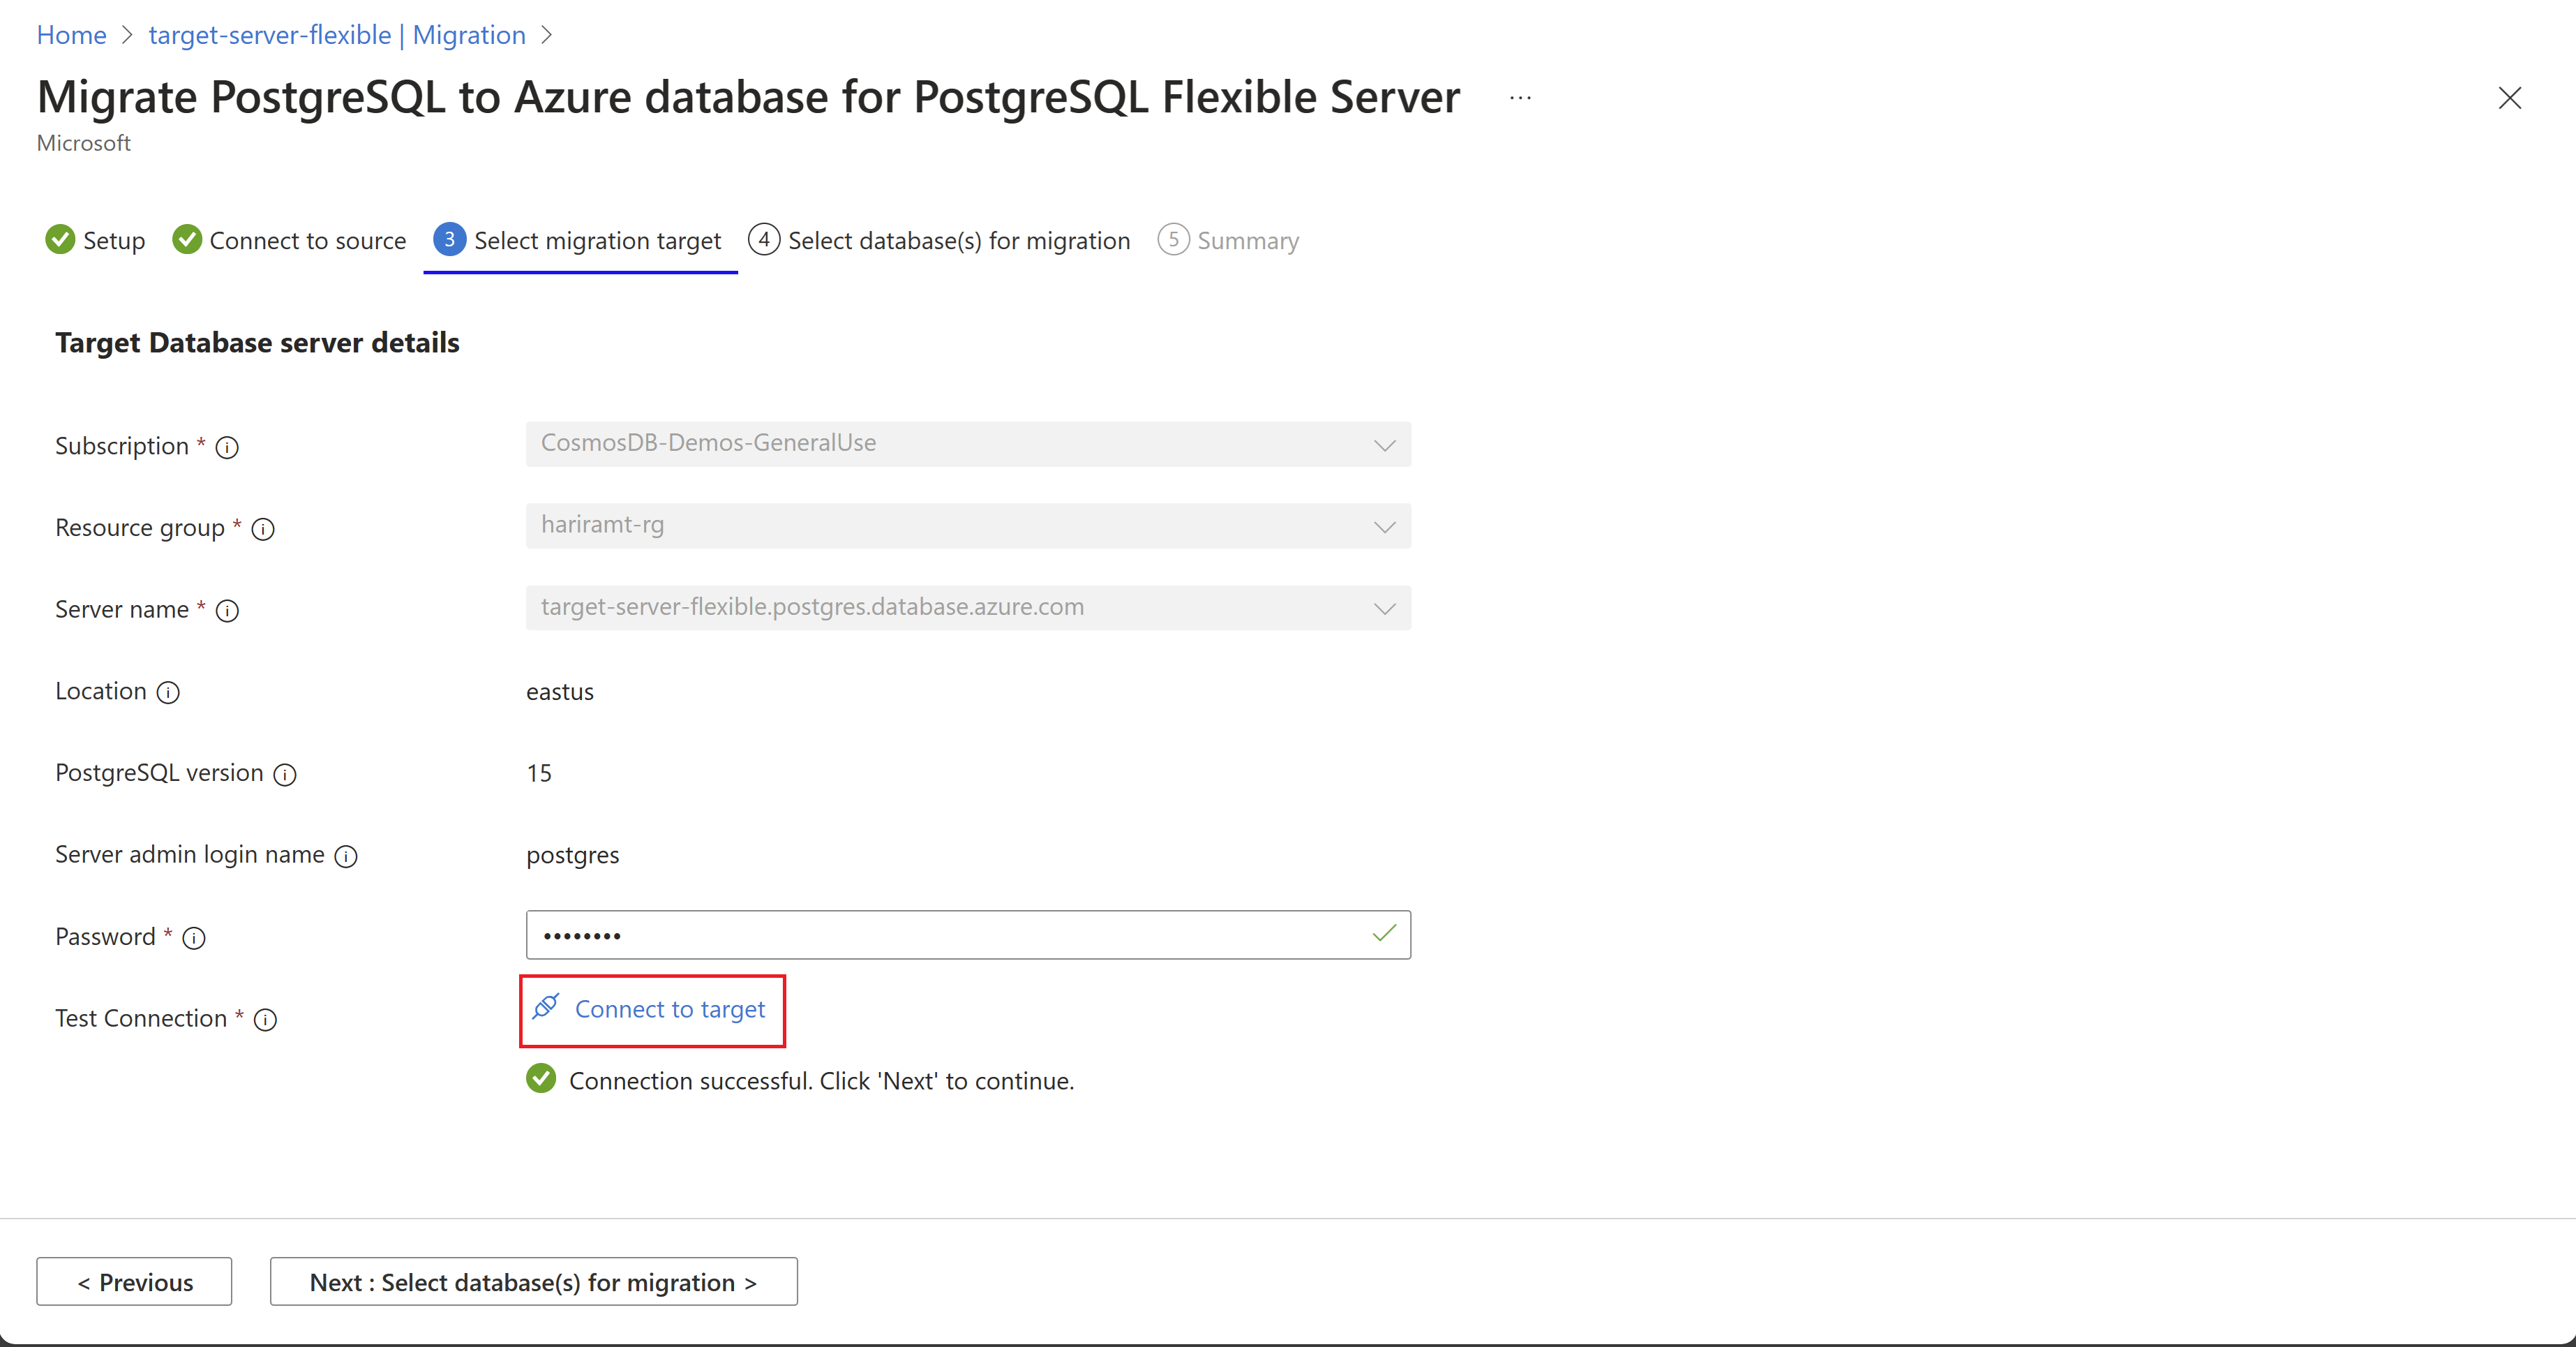 Home > target-server-flexible | Migration >
Migrate PostgreSQL to Azure database for PostgreSQL Flexible Server ...
Microsoft
Setup Connect to source 3 Select migration target 4 Select database(s) for migration 5 Summary
Target Database server details
Subscription * CosmosDB-Demos-GeneralUse
Resource group * hariramt-rg
Server name * target-server-flexible.postgres.database.azure.com
Location eastus
PostgreSQL version 15
Server admin login name postgres
Password * ••••••••
Test Connection * Connect to target
Connection successful. Click 'Next' to continue.
< Previous Next : Select database(s) for migration >